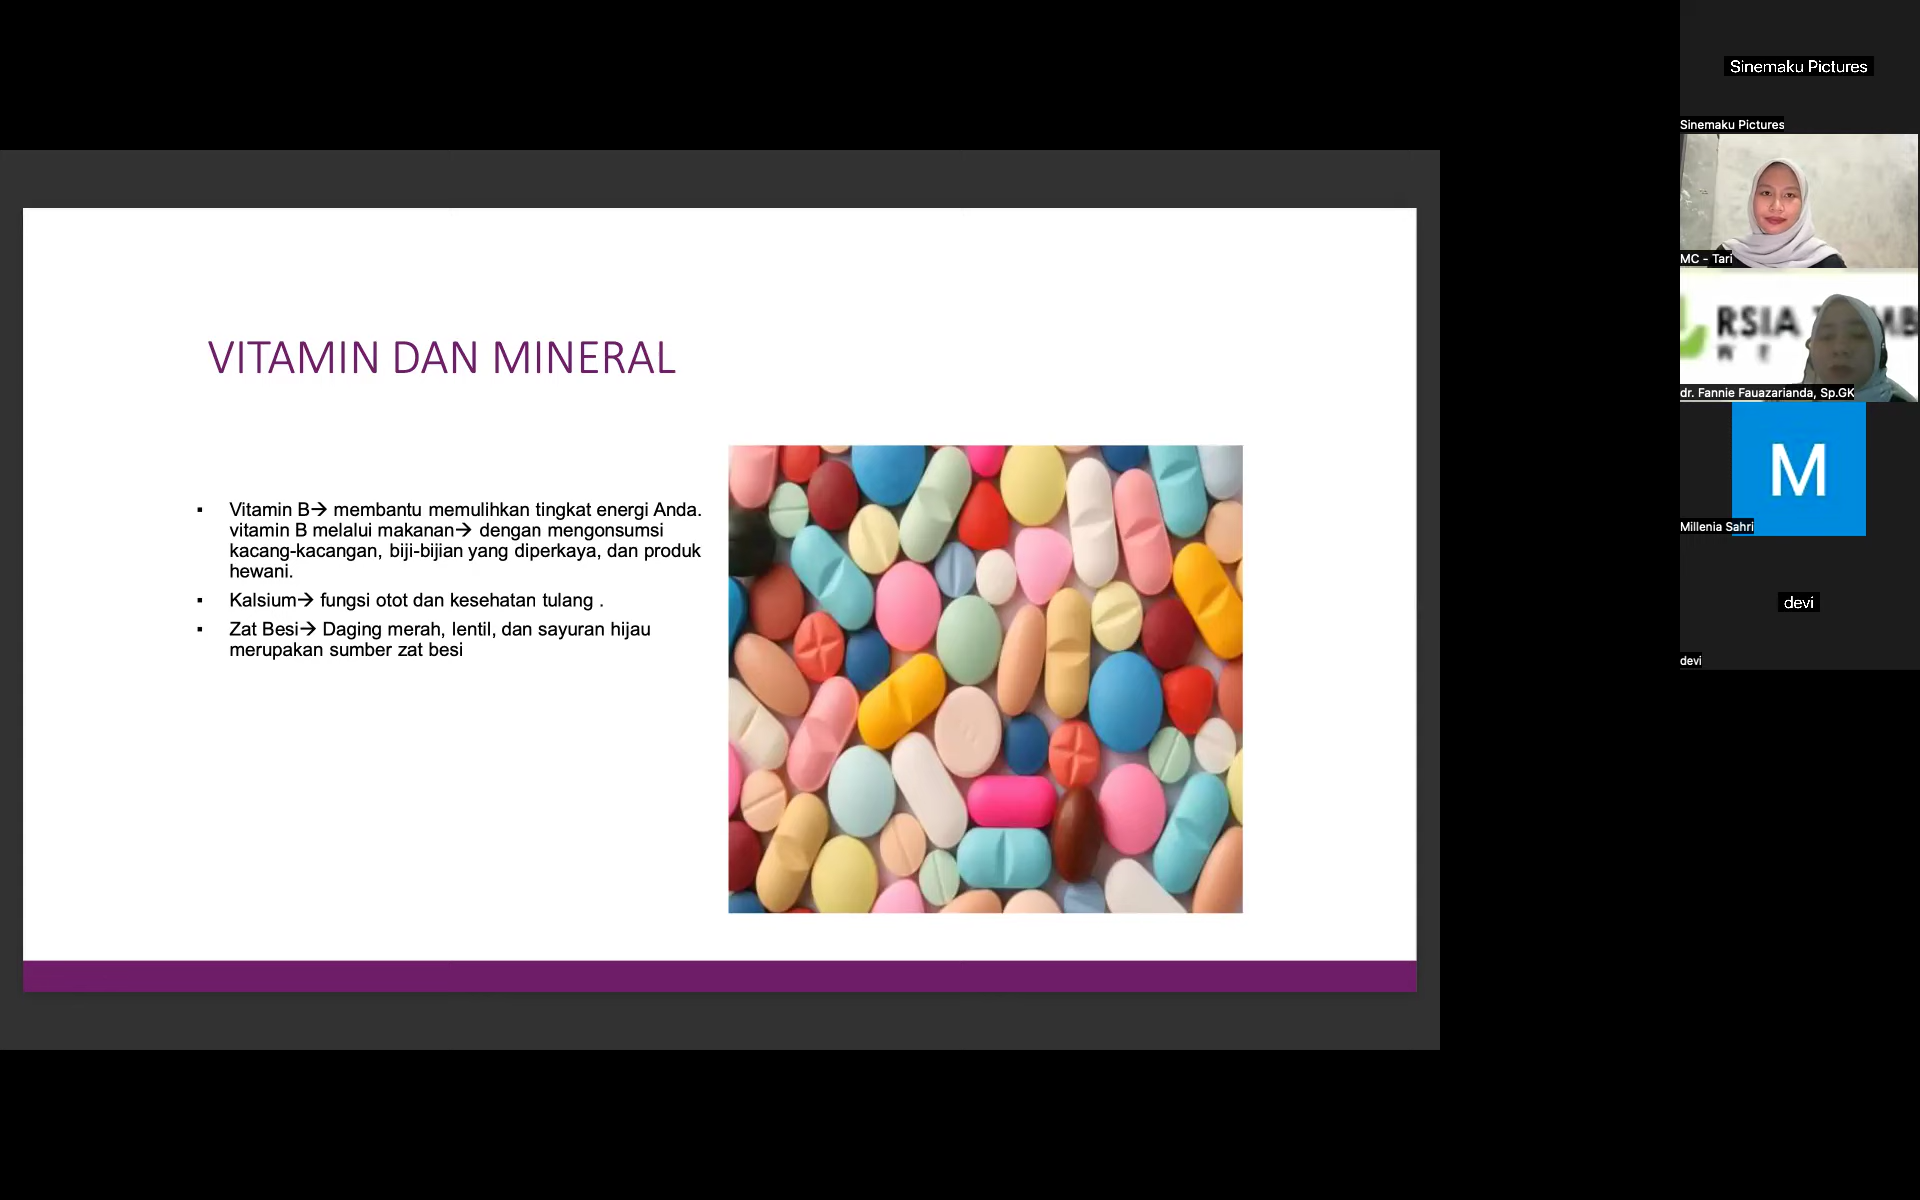 VITAMIN DAN MINERAL
▪ Vitamin B→ membantu memulihkan tingkat energi Anda.
vitamin B melalui makanan→ dengan mengonsumsi
kacang-kacangan, biji-bijian yang diperkaya, dan produk
hewani.
▪ Kalsium→ fungsi otot dan kesehatan tulang .
▪ Zat Besi→ Daging merah, lentil, dan sayuran hijau
merupakan sumber zat besi
Sinemaku Pictures
Sinemaku Pictures
MC - Tari
RSIA
dr. Fannie Fauazarianda, Sp.GK
M
Millenia Sahri
devi
devi